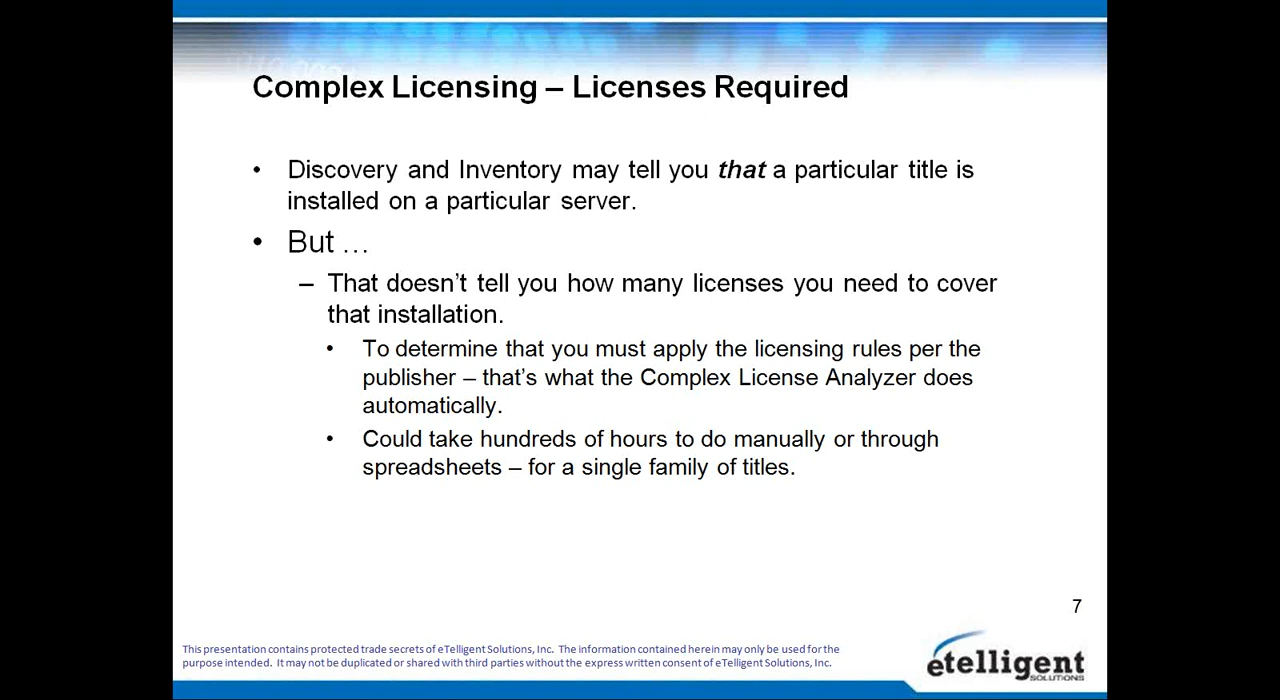 Complex Licensing – Licenses Required
• Discovery and Inventory may tell you that a particular title is
installed on a particular server.
• But …
– That doesn’t tell you how many licenses you need to cover
that installation.
• To determine that you must apply the licensing rules per the
publisher – that’s what the Complex License Analyzer does
automatically.
• Could take hundreds of hours to do manually or through
spreadsheets – for a single family of titles.
7
This presentation contains protected trade secrets of eTelligent Solutions, Inc. The information contained herein may only be used for the
purpose intended. It may not be duplicated or shared with third parties without the express written consent of eTelligent Solutions, Inc.
etelligent
SOLUTIONS